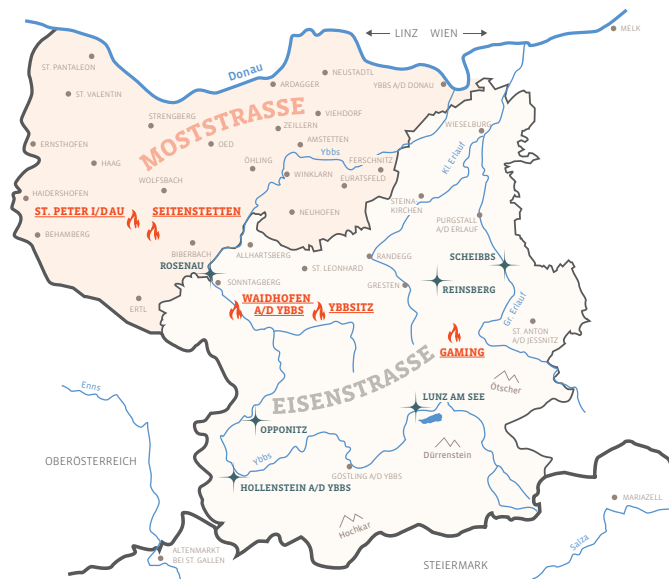 LINZ WIEN
MELK
Donau
NEUSTADTL
ST. PANTALEON
ARDAGGER
YBBS A/D DONAU
ST. VALENTIN
MOSTSTRASSE
STRENGBERG
VIEHDORF
ZEILLERN
WIESELBURG
ERNSTHOFEN
OED
AMSTETTEN
Ybbs
Kl. Erlauf
HAAG
ÖHLING
FERSCHNITZ
WINKLARN
EURATSFELD
WOLFSBACH
HAIDERSHOFEN
STEINA-
KIRCHEN
ST. PETER I/DAU
SEITENSTETTEN
NEUHOFEN
PURGSTALL
A/D ERLAUF
BEHAMBERG
BIBERBACH
ALLHARTSBERG
RANDEGG
SCHEIBBS
ROSENAU
ST. LEONHARD
SONNTAGBERG
GRESTEN
REINSBERG
ERTL
WAIDHOFEN
A/D YBBS
YBBSITZ
Gr. Erlauf
ST. ANTON
A/D JESSNITZ
GAMING
EISENSTRASSE
Enns
Ötscher
LUNZ AM SEE
OPPONITZ
Dürrenstein
Ybbs
OBERÖSTERREICH
GÖSTLING A/D YBBS
HOLLENSTEIN A/D YBBS
MARIAZELL
Hochkar
Salza
ALTENMARKT
BEI ST. GALLEN
STEIERMARK